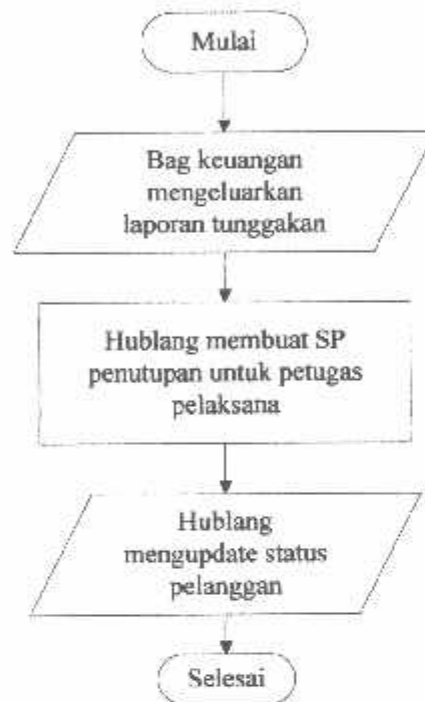 Mulai
Bag keuangan
mengeluarkan
laporan tunggakan
Hublang membuat SP
penutupan untuk petugas
pelaksana
Hublang
mengupdate status
pelanggan
Selesai